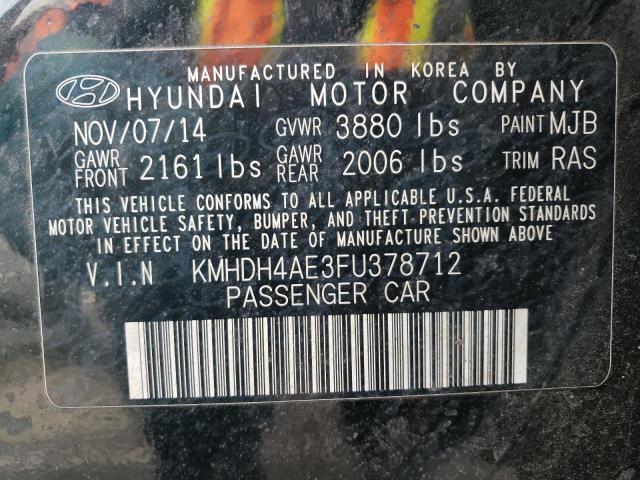 MANUFACTURED IN KOREA BY
HYUNDAI MOTOR COMPANY
NOV/07/14 GVWR 3880 lbs PAINT MJB
GAWR FRONT 2161 lbs GAWR REAR 2006 lbs TRIM RAS
THIS VEHICLE CONFORMS TO ALL APPLICABLE U.S.A. FEDERAL
MOTOR VEHICLE SAFETY, BUMPER, AND THEFT PREVENTION STANDARDS
IN EFFECT ON THE DATE OF MANUFACTURE SHOWN ABOVE
V.I.N KMHDH4AE3FU378712
PASSENGER CAR